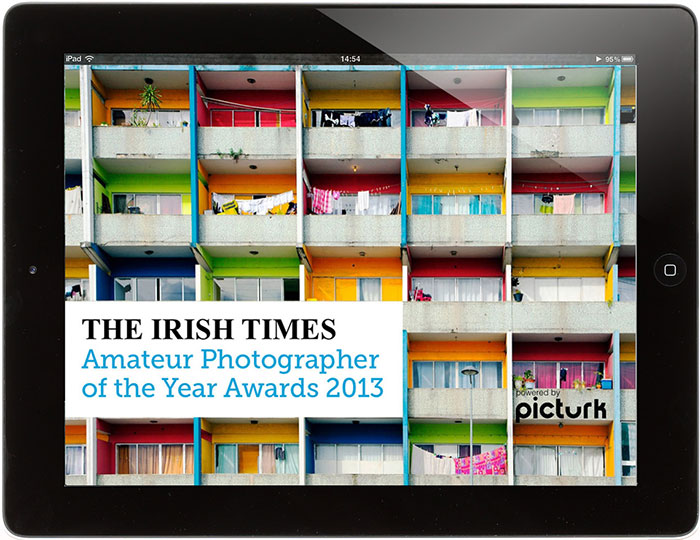 iPad 14:54 95%
THE IRISH TIMES
Amateur Photographer
of the Year Awards 2013
powered by
picturk